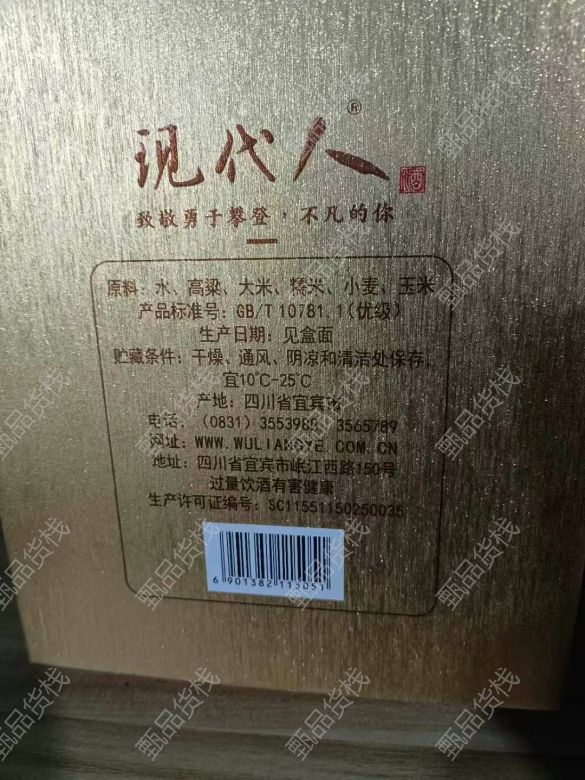 现代人®
酒
致敬勇于攀登，不凡的你
原料：水、高粱、大米、糯米、小麦、玉米
产品标准号：GB/T 10781.1（优级）
生产日期：见盒面
贮藏条件：干燥、通风、阴凉和清洁处保存，
宜10℃-25℃
产地：四川省宜宾市
电话：（0831）3553988、3565789
网址：WWW.WULIANGYE.COM.CN
地址：四川省宜宾市岷江西路150号
过量饮酒有害健康
生产许可证编号：SC11551150250035
6 901382 115051
甄品货栈